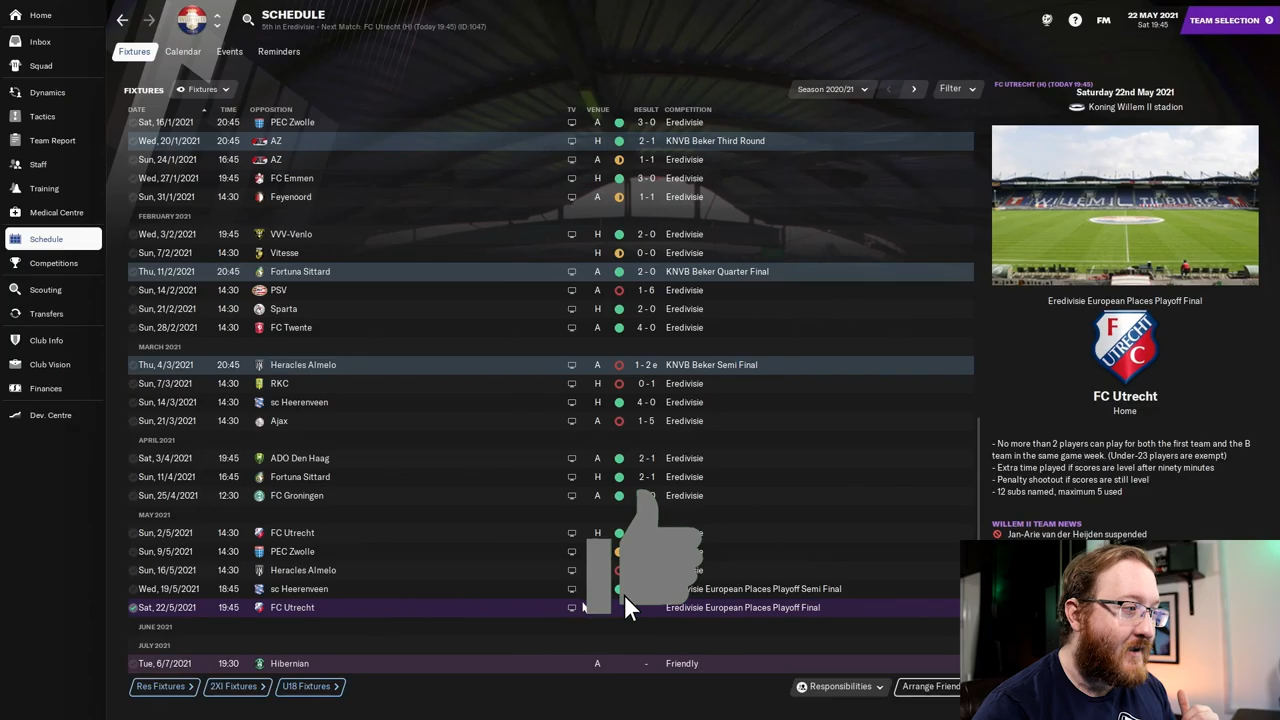 Home
SCHEDULE
5th in Eredivisie - Next Match: FC Utrecht (H) (Today 19:45) (ID:1047)
FM
22 MAY 2021
Sat 19:45
TEAM SELECTION
Inbox
Squad
Dynamics
Tactics
Team Report
Staff
Training
Medical Centre
Schedule
Competitions
Scouting
Transfers
Club Info
Club Vision
Finances
Dev. Centre
Fixtures Calendar Events Reminders
FIXTURES Fixtures Season 2020/21 Filter
DATE TIME OPPOSITION TV VENUE RESULT COMPETITION
Sat, 16/1/2021 20:45 PEC Zwolle A 3 - 0 Eredivisie
Wed, 20/1/2021 20:45 AZ H 2 - 1 KNVB Beker Third Round
Sun, 24/1/2021 16:45 AZ A 1 - 1 Eredivisie
Wed, 27/1/2021 19:45 FC Emmen H 3 - 0 Eredivisie
Sun, 31/1/2021 14:30 Feyenoord A 1 - 1 Eredivisie
FEBRUARY 2021
Wed, 3/2/2021 19:45 VVV-Venlo H 2 - 0 Eredivisie
Sun, 7/2/2021 14:30 Vitesse H 0 - 0 Eredivisie
Thu, 11/2/2021 20:45 Fortuna Sittard A 2 - 0 KNVB Beker Quarter Final
Sun, 14/2/2021 14:30 PSV A 1 - 6 Eredivisie
Sun, 21/2/2021 14:30 Sparta H 2 - 0 Eredivisie
Sun, 28/2/2021 14:30 FC Twente A 4 - 0 Eredivisie
MARCH 2021
Thu, 4/3/2021 20:45 Heracles Almelo A 1 - 2 e KNVB Beker Semi Final
Sun, 7/3/2021 14:30 RKC H 0 - 1 Eredivisie
Sun, 14/3/2021 14:30 sc Heerenveen H 4 - 0 Eredivisie
Sun, 21/3/2021 14:30 Ajax A 1 - 5 Eredivisie
APRIL 2021
Sat, 3/4/2021 19:45 ADO Den Haag A 2 - 1 Eredivisie
Sun, 11/4/2021 16:45 Fortuna Sittard H 2 - 1 Eredivisie
Sun, 25/4/2021 12:30 FC Groningen A Eredivisie
MAY 2021
Sun, 2/5/2021 14:30 FC Utrecht H Eredivisie
Sun, 9/5/2021 14:30 PEC Zwolle
Sun, 16/5/2021 14:30 Heracles Almelo
Wed, 19/5/2021 18:45 sc Heerenveen European Places Playoff Semi Final
Sat, 22/5/2021 19:45 FC Utrecht Eredivisie European Places Playoff Final
JUNE 2021
JULY 2021
Tue, 6/7/2021 19:30 Hibernian A - Friendly
Res Fixtures 2XI Fixtures U18 Fixtures Responsibilities Arrange Friend
FC UTRECHT (H) (TODAY 19:45)
Saturday 22nd May 2021
Koning Willem II stadion
WILLEM II TILBURG
Eredivisie European Places Playoff Final
F
UTRECHT
C
FC Utrecht
Home
- No more than 2 players can play for both the first team and the B
team in the same game week. (Under-23 players are exempt)
- Extra time played if scores are level after ninety minutes
- Penalty shootout if scores are still level
- 12 subs named, maximum 5 used
WILLEM II TEAM NEWS
Jan-Arie van der Heijden suspended